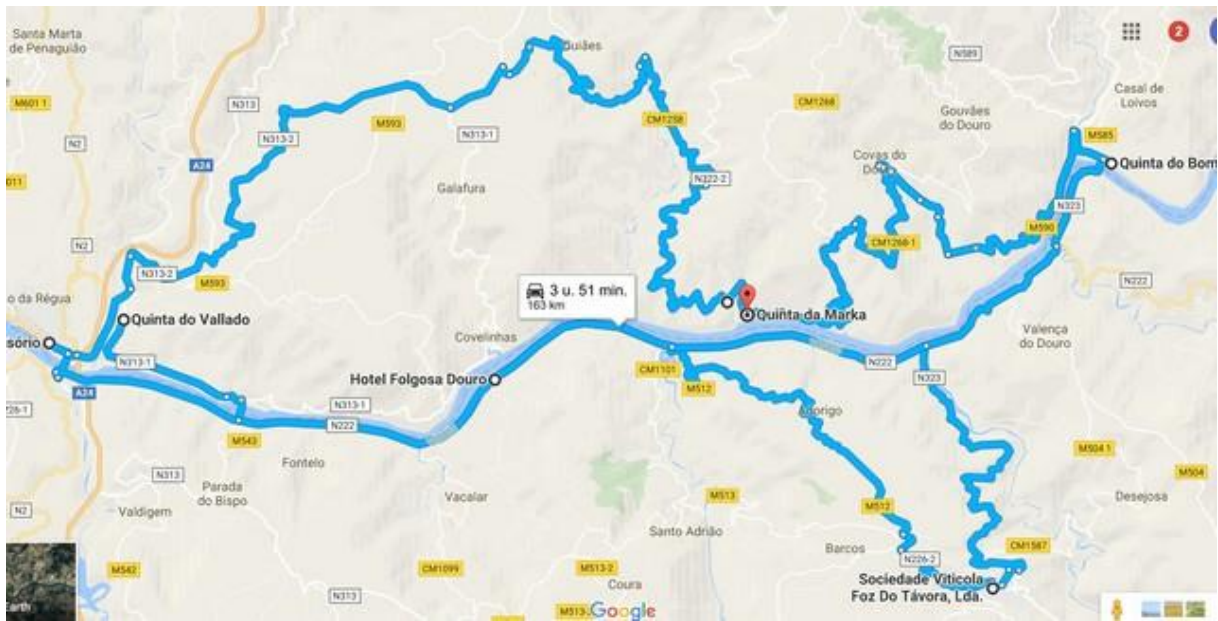 Santa Marta
de Penaguião
Guiães
2
N589
M601 1
N313
CM1268
Casal de
Loivos
M593
Gouvães
do Douro
N2
N313-2
N313-1
CM1258
M585
A24
Covas do
Quinta do Bom
N322-2
Galafura
N323
N2
CM1268-1
M590
N313-2
M593
3 u. 51 min.
163 km
N222
o da Régua
Quinta do Vallado
Quinta da Marka
Covelinhas
Valença
do Douro
sório
N313-1
CM1101
N222
N323
Hotel Folgosa Douro
M512
A24
N313-1
Adorigo
N222
M543
M504 1
Fontelo
M504
N313
Parada
do Bispo
Vacalar
M513
Desejosa
N2
Valdigem
M512
Santo Adrião
Barcos
CM1587
N226-2
M542
CM1099
M513-2
Sociedade Viticola
Foz Do Távora, Lda.
Coura
N313
Earth
Google